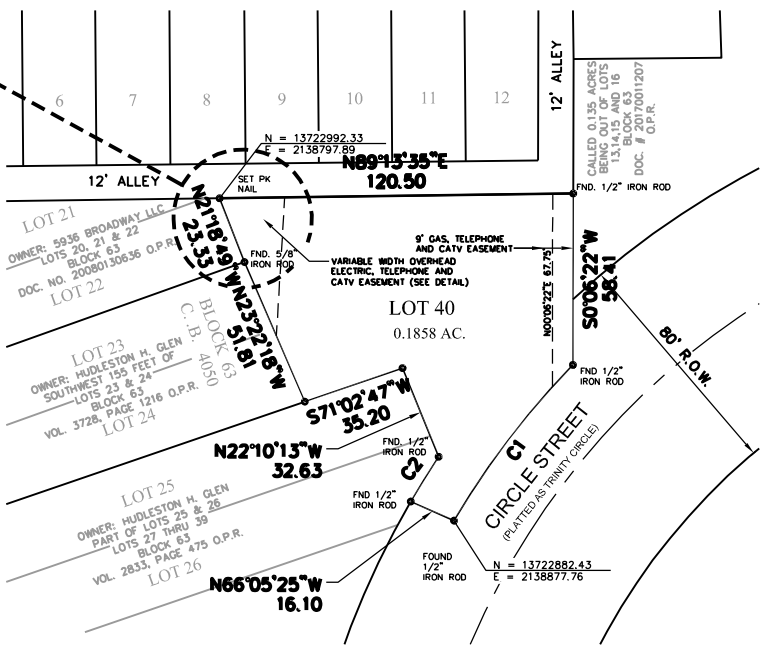 6
7
8
9
10
11
12
12' ALLEY
CALLED 0.135 ACRES
BEING OUT OF LOTS
13,14,15 AND 16
BLOCK 63
DOC. # 20170011207
O.P.R.
N = 13722992.33
E = 2138797.89
N89°13'35"E
120.50
12' ALLEY
SET PK
NAIL
FND. 1/2" IRON ROD
N21°18'49"W
23.33
LOT 21
OWNER: 5936 BROADWAY LLC
LOTS 20, 21 & 22
BLOCK 63
DOC. NO. 20080130636 O.P.R.
LOT 22
FND. 5/8"
IRON ROD
VARIABLE WIDTH OVERHEAD
ELECTRIC, TELEPHONE AND
CATV EASEMENT (SEE DETAIL)
9' GAS, TELEPHONE
AND CATV EASEMENT
N00°06'22"E 67.75
S0°06'22"W
58.41
LOT 40
0.1858 AC.
BLOCK 63
C.B. 4050
N23°22'18"W
51.81
80' R.O.W.
LOT 23
OWNER: HUDLESTON H. GLEN
SOUTHWEST 155 FEET OF
LOTS 23 & 24
BLOCK 63
VOL. 3728, PAGE 1216 O.P.R.
LOT 24
FND 1/2"
IRON ROD
S71°02'47"W
35.20
N22°10'13"W
32.63
FND. 1/2"
IRON ROD
C2
C1
CIRCLE STREET
(PLATTED AS TRINITY CIRCLE)
FND 1/2"
IRON ROD
LOT 25
OWNER: HUDLESTON H. GLEN
PART OF LOTS 25 & 26
LOTS 27 THRU 39
BLOCK 63
VOL. 2833, PAGE 475 O.P.R.
LOT 26
N66°05'25"W
16.10
FOUND
1/2"
IRON ROD
N = 13722882.43
E = 2138877.76